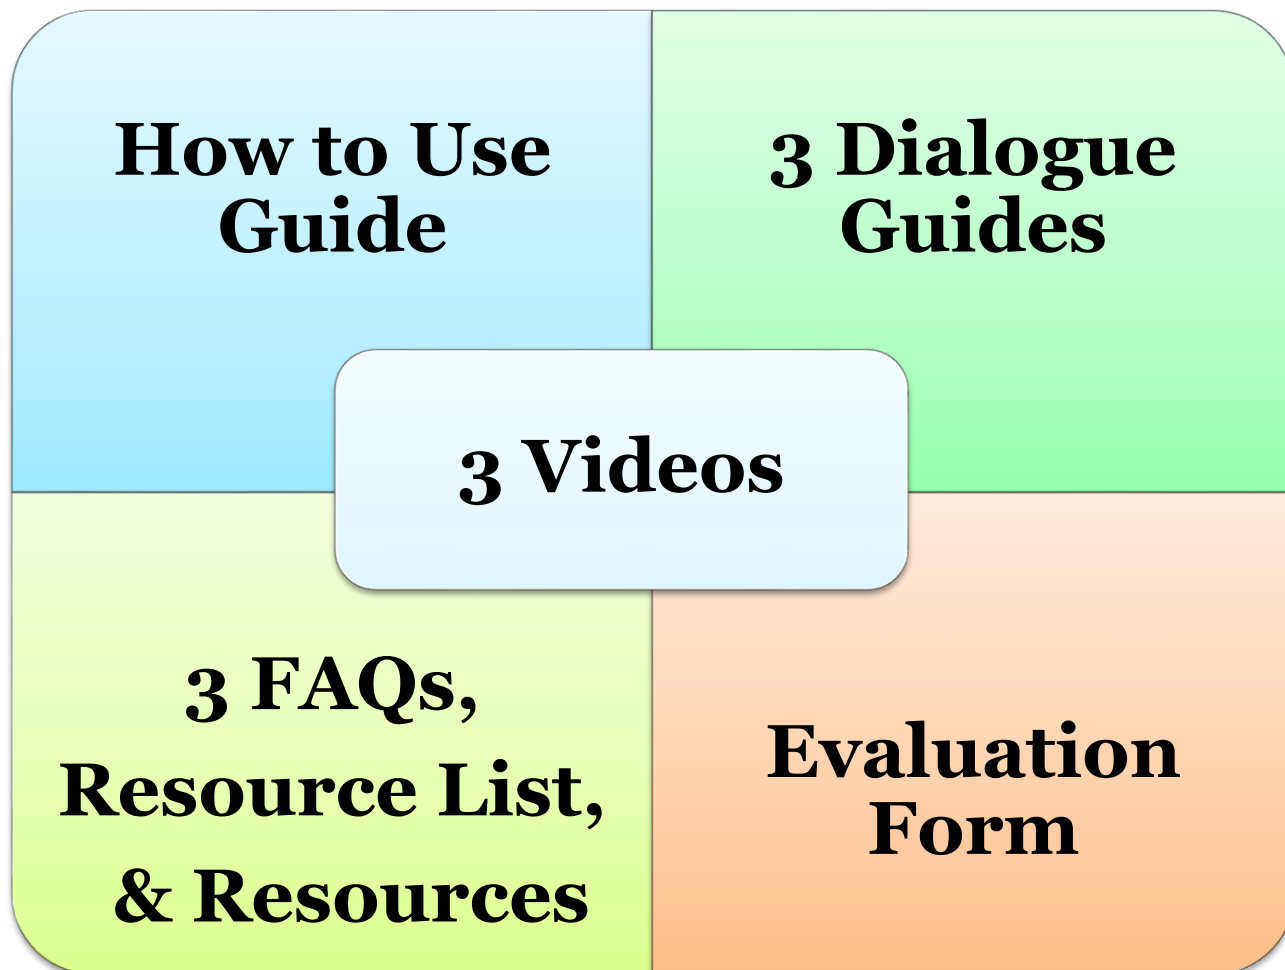 How to Use
Guide
3 Dialogue
Guides
3 Videos
3 FAQs,
Resource List,
& Resources
Evaluation
Form